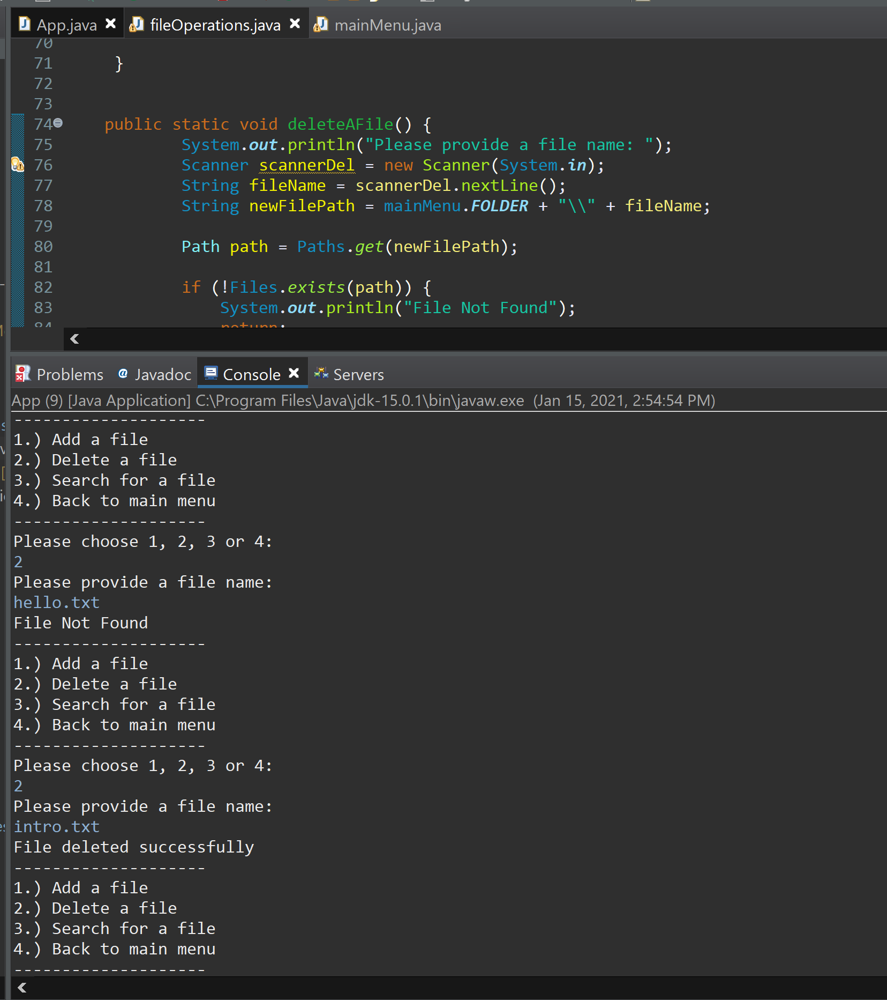 App.java fileOperations.java mainMenu.java
70
71 }
72
73
74 public static void deleteAFile() {
75 System.out.println("Please provide a file name: ");
76 Scanner scannerDel = new Scanner(System.in);
77 String fileName = scannerDel.nextLine();
78 String newFilePath = mainMenu.FOLDER + "\\" + fileName;
79
80 Path path = Paths.get(newFilePath);
81
82 if (!Files.exists(path)) {
83 System.out.println("File Not Found");
84 return;
Problems Javadoc Console Servers
App (9) [Java Application] C:\Program Files\Java\jdk-15.0.1\bin\javaw.exe (Jan 15, 2021, 2:54:54 PM)
--------------------
1.) Add a file
2.) Delete a file
3.) Search for a file
4.) Back to main menu
--------------------
Please choose 1, 2, 3 or 4:
2
Please provide a file name:
hello.txt
File Not Found
--------------------
1.) Add a file
2.) Delete a file
3.) Search for a file
4.) Back to main menu
--------------------
Please choose 1, 2, 3 or 4:
2
Please provide a file name:
intro.txt
File deleted successfully
--------------------
1.) Add a file
2.) Delete a file
3.) Search for a file
4.) Back to main menu
--------------------